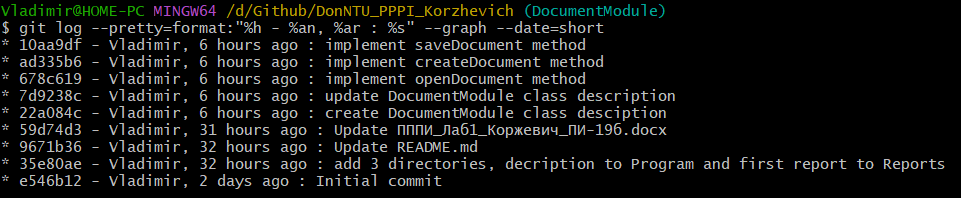 Vladimir@HOME-PC MINGW64 /d/Github/DonNTU_PPPI_Korzhevich (DocumentModule)
$ git log --pretty=format:"%h - %an, %ar : %s" --graph --date=short
* 10aa9df - Vladimir, 6 hours ago : implement saveDocument method
* ad335b6 - Vladimir, 6 hours ago : implement createDocument method
* 678c619 - Vladimir, 6 hours ago : implement openDocument method
* 7d9238c - Vladimir, 6 hours ago : update DocumentModule class description
* 22a084c - Vladimir, 6 hours ago : create DocumentModule class desciption
* 59d74d3 - Vladimir, 31 hours ago : Update ПППИ_Лаб1_Коржевич_ПИ-19б.docx
* 9671b36 - Vladimir, 32 hours ago : Update README.md
* 35e80ae - Vladimir, 32 hours ago : add 3 directories, decription to Program and first report to Reports
* e546b12 - Vladimir, 2 days ago : Initial commit